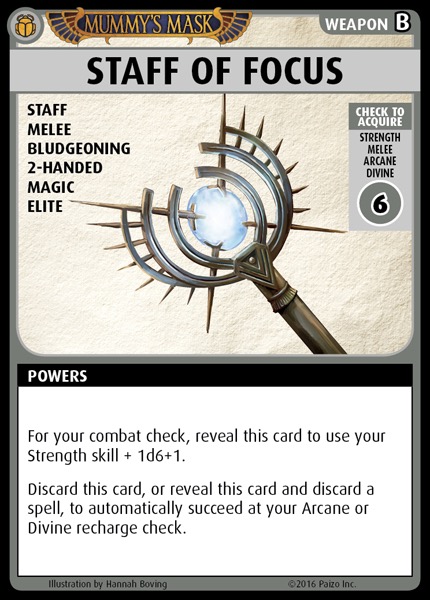 MUMMY'S MASK
WEAPON B
STAFF OF FOCUS
STAFF
MELEE
BLUDGEONING
2-HANDED
MAGIC
ELITE
CHECK TO
ACQUIRE
STRENGTH
MELEE
ARCANE
DIVINE
6
POWERS
For your combat check, reveal this card to use your
Strength skill + 1d6+1.
Discard this card, or reveal this card and discard a
spell, to automatically succeed at your Arcane or
Divine recharge check.
Illustration by Hannah Boving
©2016 Paizo Inc.